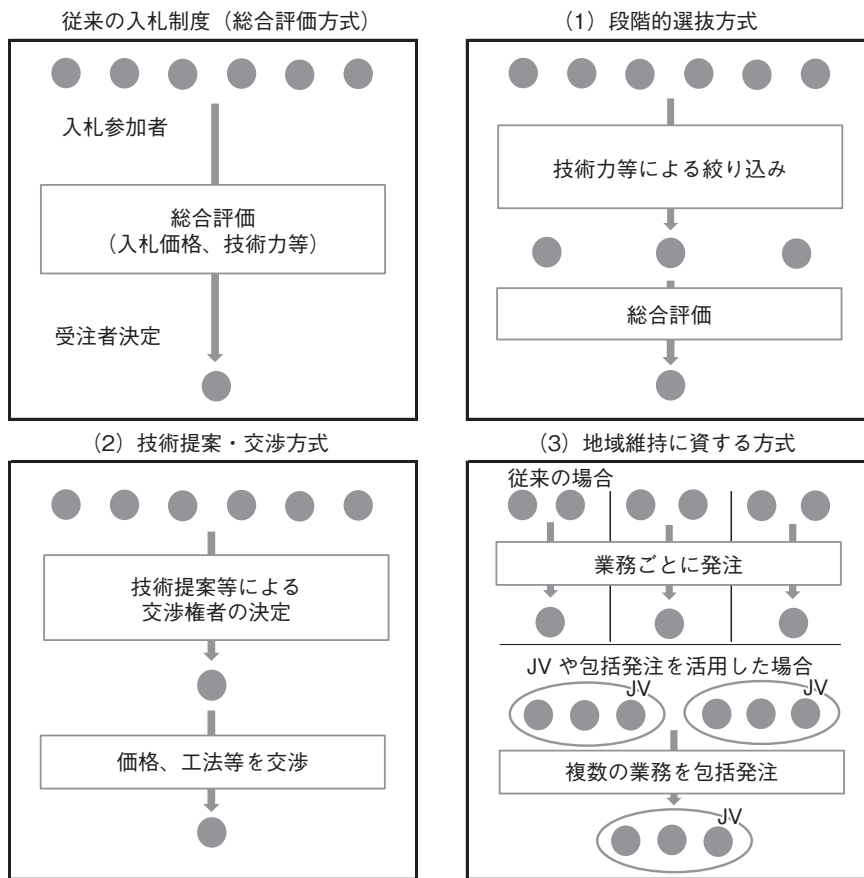 従来の入札制度（総合評価方式）
入札参加者
総合評価
（入札価格、技術力等）
受注者決定
（1）段階的選抜方式
技術力等による絞り込み
総合評価
（2）技術提案・交渉方式
技術提案等による
交渉権者の決定
価格、工法等を交渉
（3）地域維持に資する方式
従来の場合
業務ごとに発注
JV や包括発注を活用した場合
JV
JV
複数の業務を包括発注
JV